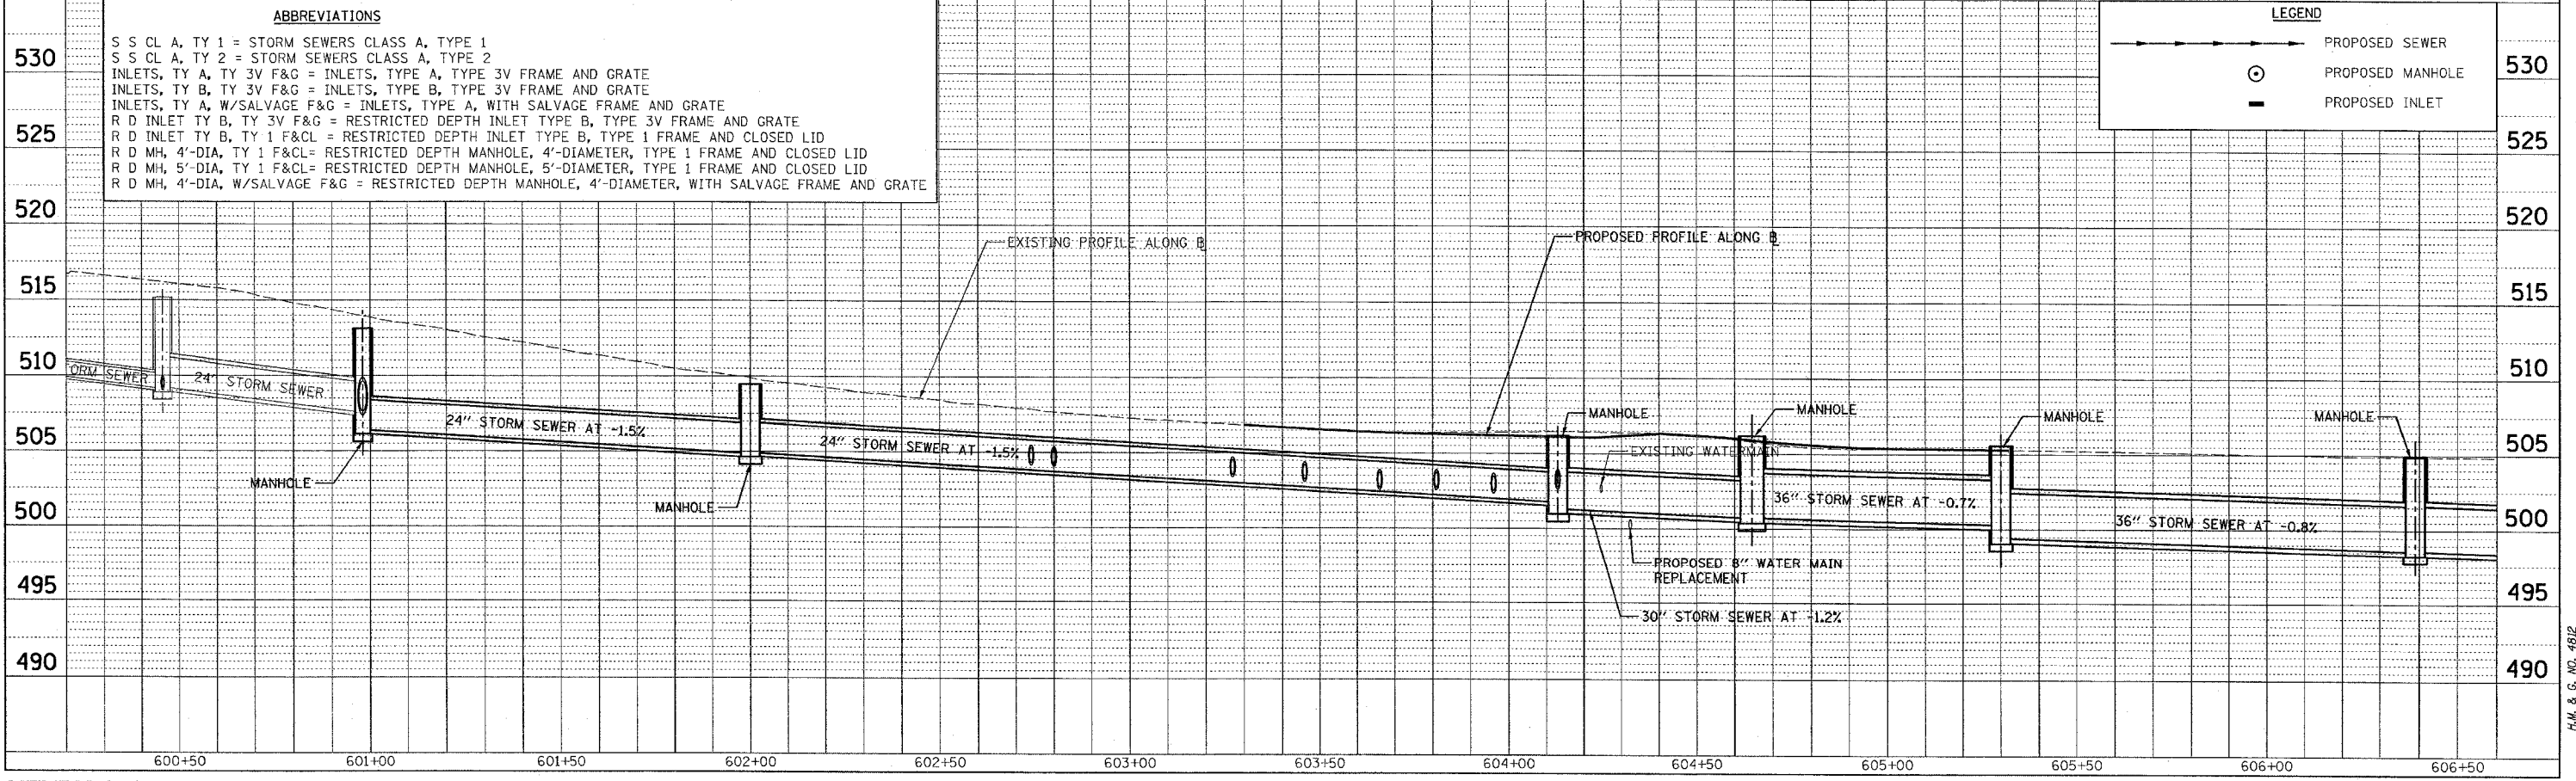 ABBREVIATIONS
S S CL A, TY 1 = STORM SEWERS CLASS A, TYPE 1
S S CL A, TY 2 = STORM SEWERS CLASS A, TYPE 2
INLETS, TY A, TY 3V F&G = INLETS, TYPE A, TYPE 3V FRAME AND GRATE
INLETS, TY B, TY 3V F&G = INLETS, TYPE B, TYPE 3V FRAME AND GRATE
INLETS, TY A, W/SALVAGE F&G = INLETS, TYPE A, WITH SALVAGE FRAME AND GRATE
R D INLET TY B, TY 3V F&G = RESTRICTED DEPTH INLET TYPE B, TYPE 3V FRAME AND GRATE
R D INLET TY B, TY 1 F&CL = RESTRICTED DEPTH INLET TYPE B, TYPE 1 FRAME AND CLOSED LID
R D MH, 4'-DIA, TY 1 F&CL= RESTRICTED DEPTH MANHOLE, 4'-DIAMETER, TYPE 1 FRAME AND CLOSED LID
R D MH, 5'-DIA, TY 1 F&CL= RESTRICTED DEPTH MANHOLE, 5'-DIAMETER, TYPE 1 FRAME AND CLOSED LID
R D MH, 4'-DIA, W/SALVAGE F&G = RESTRICTED DEPTH MANHOLE, 4'-DIAMETER, WITH SALVAGE FRAME AND GRATE
LEGEND
PROPOSED SEWER
PROPOSED MANHOLE
PROPOSED INLET
530
525
520
515
510
505
500
495
490
530
525
520
515
510
505
500
495
490
EXISTING PROFILE ALONG ⅊
PROPOSED PROFILE ALONG ⅊
ORM SEWER
24" STORM SEWER
24" STORM SEWER AT -1.5%
24" STORM SEWER AT -1.5%
MANHOLE
MANHOLE
MANHOLE
MANHOLE
MANHOLE
MANHOLE
EXISTING WATERMAIN
36" STORM SEWER AT -0.7%
36" STORM SEWER AT -0.8%
PROPOSED 8" WATER MAIN
REPLACEMENT
30" STORM SEWER AT -1.2%
600+50
601+00
601+50
602+00
602+50
603+00
603+50
604+00
604+50
605+00
605+50
606+00
606+50
H.M. & G. NO. 4812